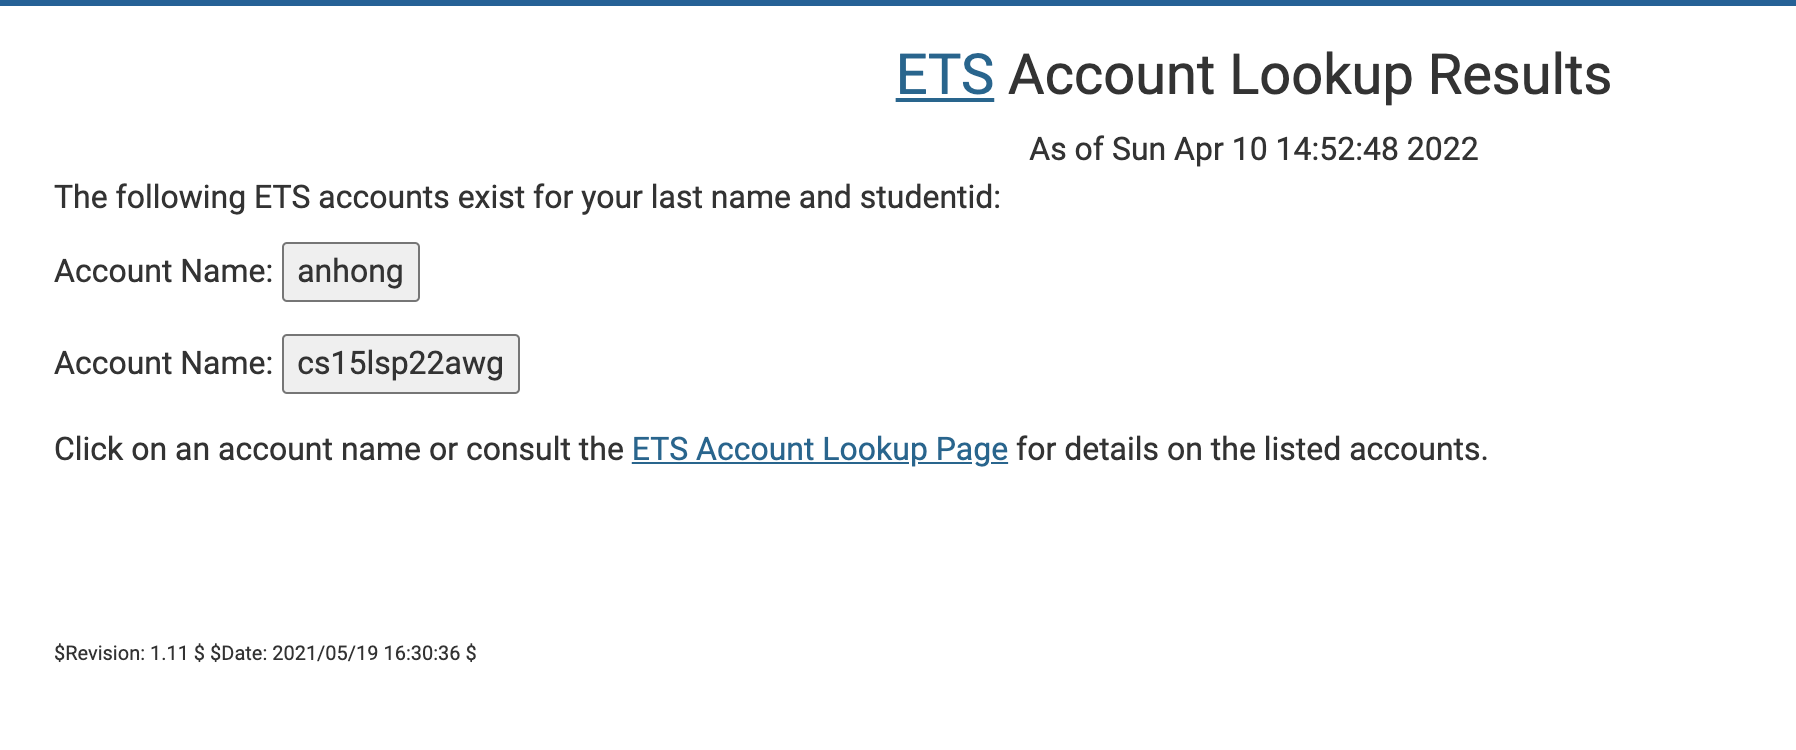 ETS Account Lookup Results
As of Sun Apr 10 14:52:48 2022
The following ETS accounts exist for your last name and studentid:
Account Name: anhong
Account Name: cs15lsp22awg
Click on an account name or consult the ETS Account Lookup Page for details on the listed accounts.
$Revision: 1.11 $ $Date: 2021/05/19 16:30:36 $